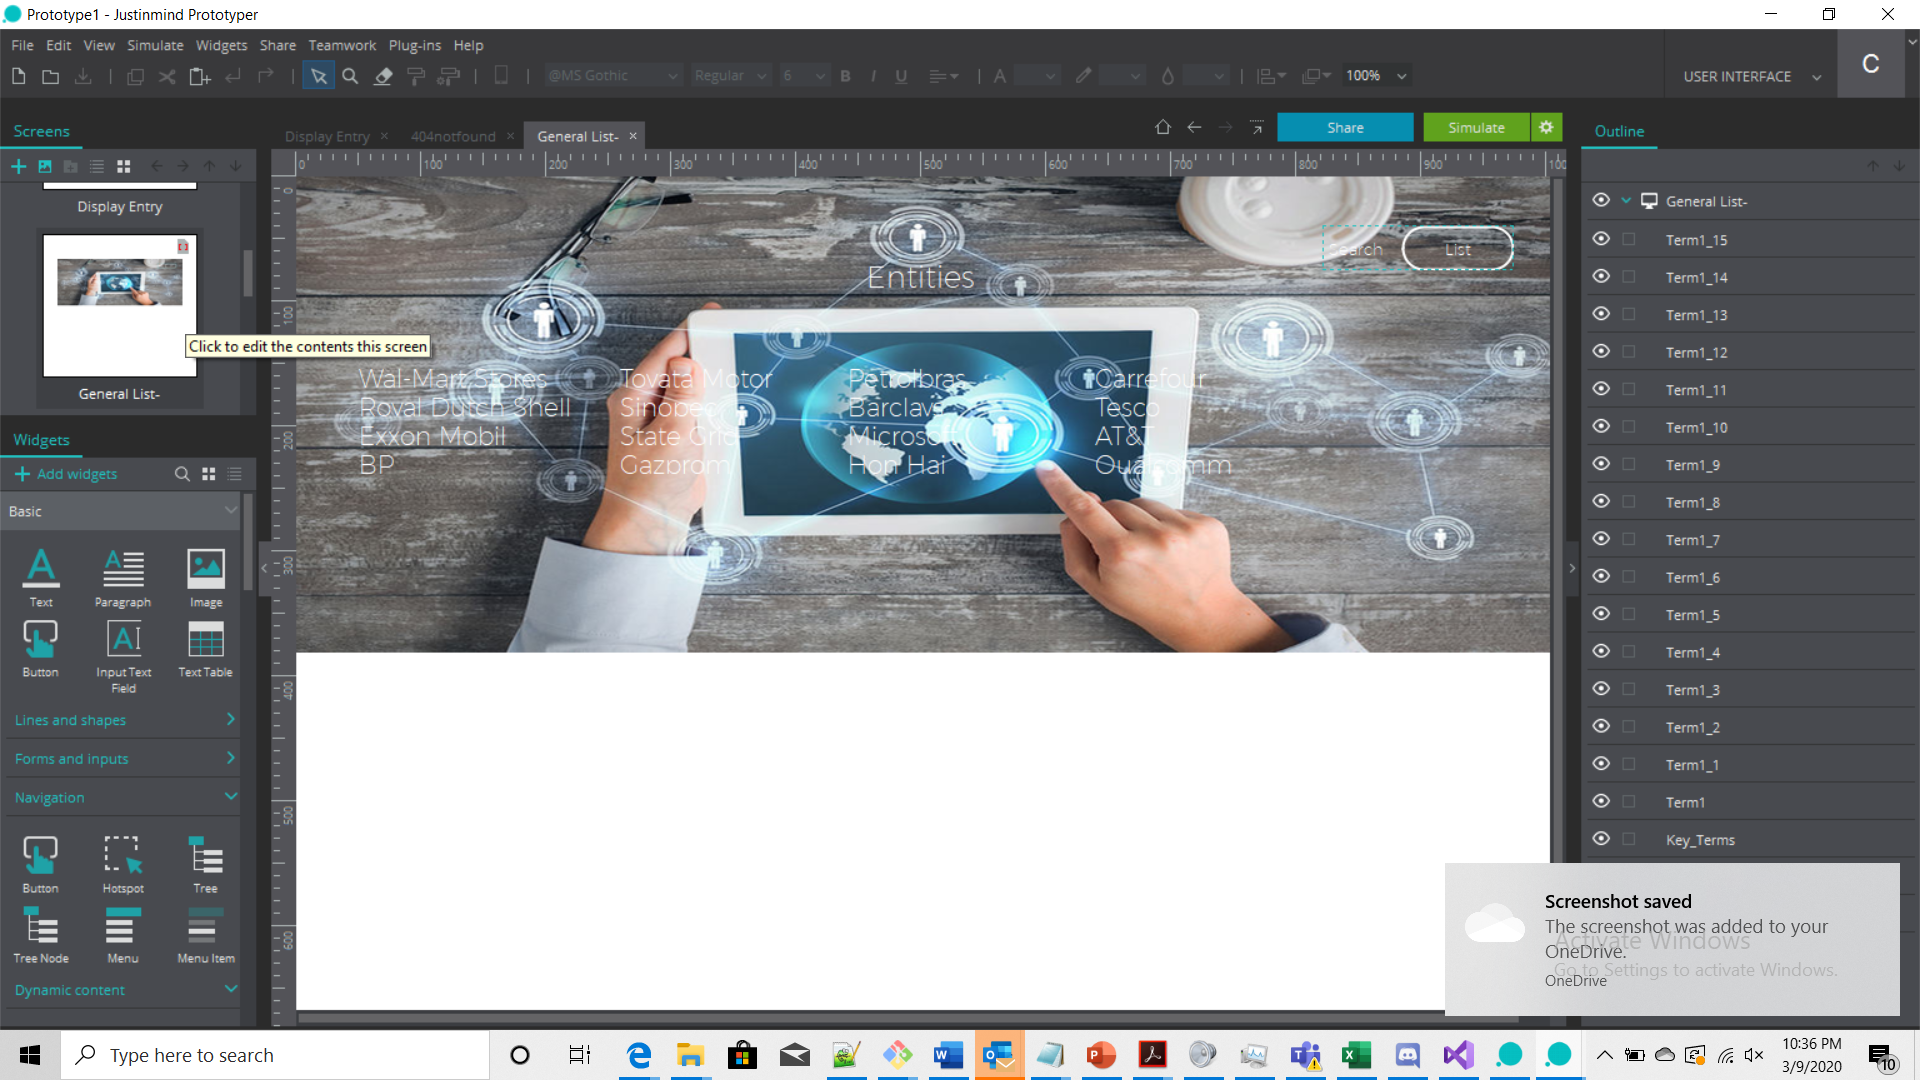 Prototype1 - Justinmind Prototyper
File Edit View Simulate Widgets Share Teamwork Plug-ins Help
@MS Gothic Regular 6 B I U A 100% USER INTERFACE C
Screens
Display Entry 404notfound General List-
Share Simulate
Outline
0 100 200 300 400 500 600 700 800 900 100
Display Entry
General List-
Click to edit the contents this screen
Widgets
Add widgets
Basic
Text Paragraph Image
Button Input Text Field Text Table
Lines and shapes
Forms and inputs
Navigation
Button Hotspot Tree
Tree Node Menu Menu Item
Dynamic content
0
100
200
300
400
500
600
Search List
Entities
Wal-Mart Stores Toyata Motor Petrolbras Carrefour
Royal Dutch Shell Sinopec Barclays Tesco
Exxon Mobil State Grid Microsoft AT&T
BP Gazprom Hon Hai Qualcomm
General List-
Term1_15
Term1_14
Term1_13
Term1_12
Term1_11
Term1_10
Term1_9
Term1_8
Term1_7
Term1_6
Term1_5
Term1_4
Term1_3
Term1_2
Term1_1
Term1
Key_Terms
Screenshot saved
The screenshot was added to your
OneDrive.
OneDrive
Activate Windows
Go to Settings to activate Windows.
Type here to search
10:36 PM
3/9/2020
10